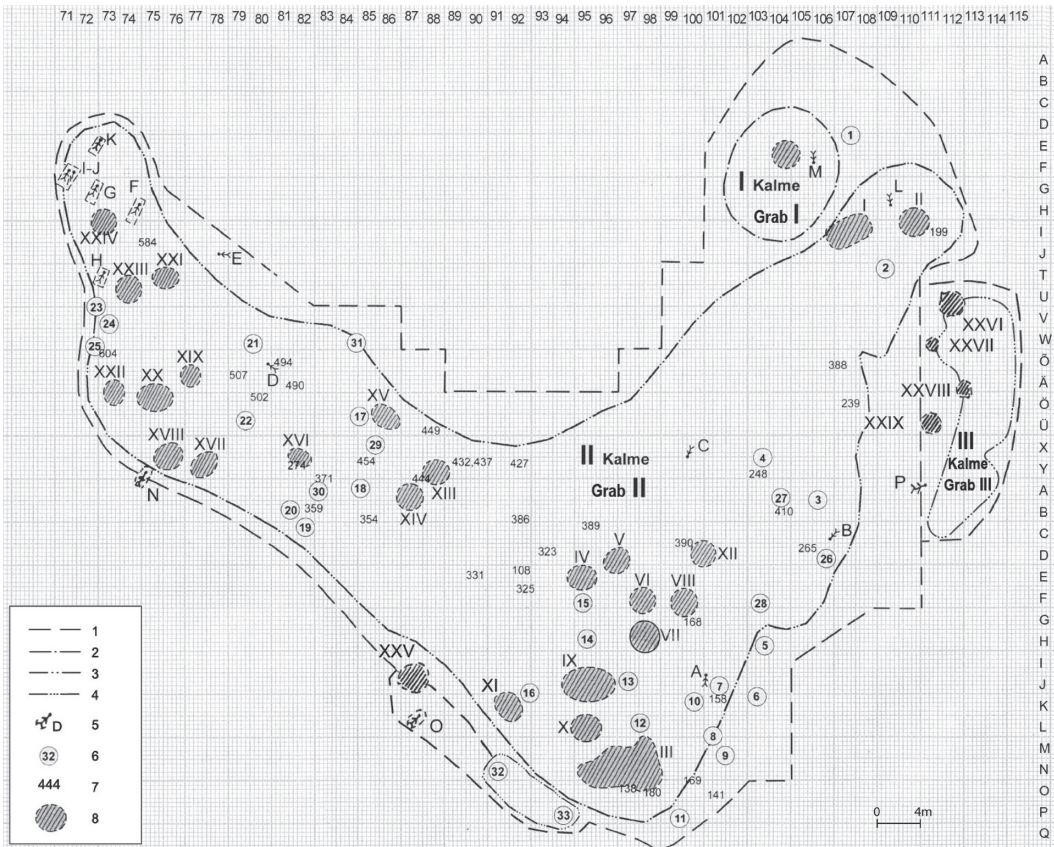 71 72 73 74 75 76 77 78 79 80 81 82 83 84 85 86 87 88 89 90 91 92 93 94 95 96 97 98 99 100 101 102 103 104 105 106 107 108 109 110 111 112 113 114 115
A
B
C
D
K
1
E
I-J
M
F
G
F
I Kalme
L
Grab I
I
II
H
XXIV
199
I
584
E
J
H
XXIII
XXI
2
T
23
U
24
V
XXVI
21
31
W
25
604
XXVII
494
388
Õ
XIX
507
D
XXII
XX
490
XXVIII
Ä
502
XV
239
Ö
22
17
449
XXIX
Ü
XVIII
XVII
XVI
29
C
III
X
274
454
432,437
427
II Kalme
4
Kalme
Y
371
444
XIII
248
Grab III
N
30
18
Grab II
27
3
P
A
20
359
XIV
410
354
386
389
B
B
19
390
265
C
V
323
XII
26
D
IV
108
331
VI
VIII
E
325
15
28
F
168
G
14
VII
5
H
XXV
IX
I
A
13
7
J
XI
16
10
158
6
K
O
X
12
L
8
III
9
M
32
169
N
138
180
141
O
33
11
P
Q
1
2
3
4
D 5
32 6
444 7
8
0 4m